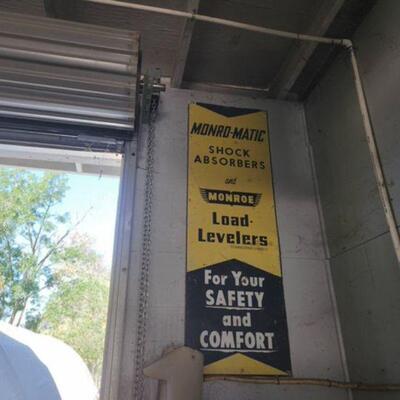 MONRO-MATIC
SHOCK
ABSORBERS
and
MONROE
Load-
Levelers
For Your
SAFETY
and
COMFORT